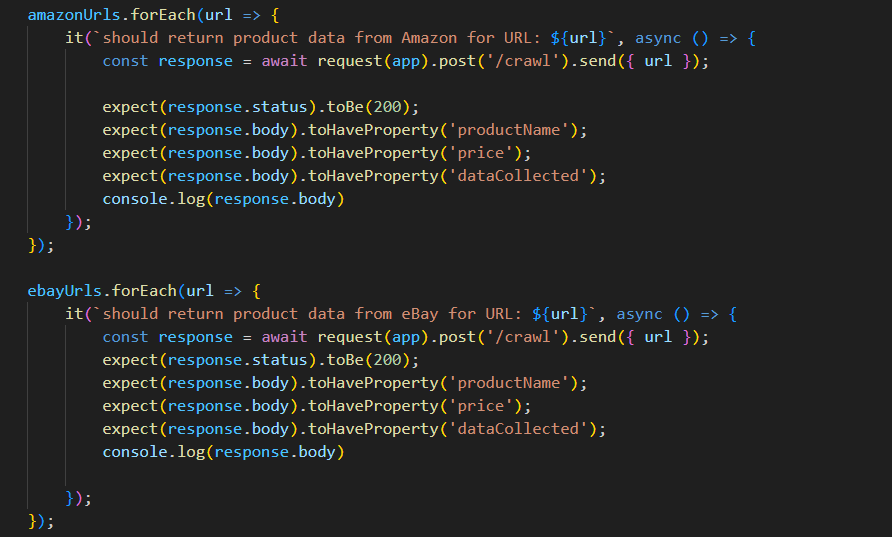 amazonUrls.forEach(url => {
it(`should return product data from Amazon for URL: ${url}`, async () => {
const response = await request(app).post('/crawl').send({ url });
expect(response.status).toBe(200);
expect(response.body).toHaveProperty('productName');
expect(response.body).toHaveProperty('price');
expect(response.body).toHaveProperty('dataCollected');
console.log(response.body)
});
});
ebayUrls.forEach(url => {
it(`should return product data from eBay for URL: ${url}`, async () => {
const response = await request(app).post('/crawl').send({ url });
expect(response.status).toBe(200);
expect(response.body).toHaveProperty('productName');
expect(response.body).toHaveProperty('price');
expect(response.body).toHaveProperty('dataCollected');
console.log(response.body)
});
});